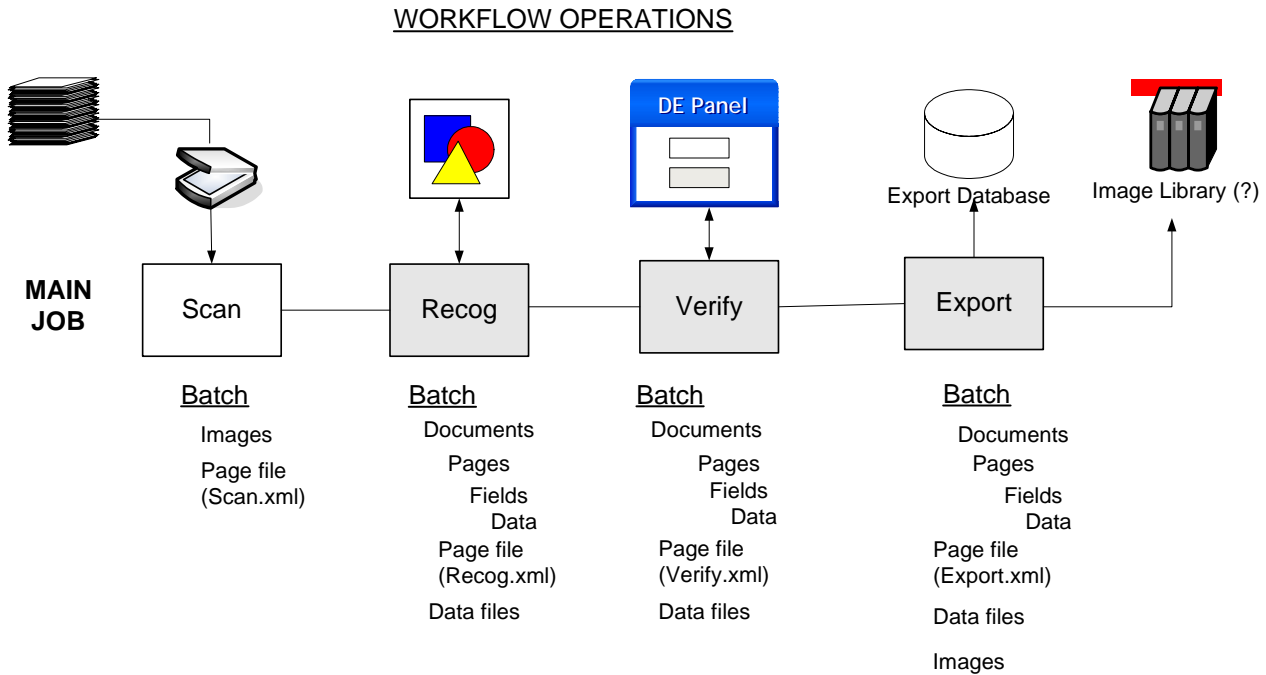 WORKFLOW OPERATIONS
DE Panel
Export Database
Image Library (?)
MAIN
JOB
Scan
Recog
Verify
Export
Batch
Images
Page file
(Scan.xml)
Batch
Documents
Pages
Fields
Data
Page file
(Recog.xml)
Data files
Batch
Documents
Pages
Fields
Data
Page file
(Verify.xml)
Data files
Batch
Documents
Pages
Fields
Data
Page file
(Export.xml)
Data files
Images